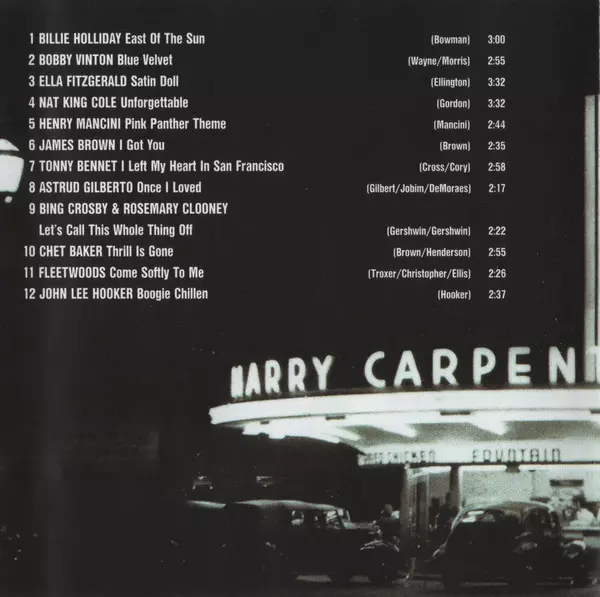 1 BILLIE HOLLIDAY East Of The Sun (Bowman) 3:00
2 BOBBY VINTON Blue Velvet (Wayne/Morris) 2:55
3 ELLA FITZGERALD Satin Doll (Ellington) 3:32
4 NAT KING COLE Unforgettable (Gordon) 3:32
5 HENRY MANCINI Pink Panther Theme (Mancini) 2:44
6 JAMES BROWN I Got You (Brown) 2:35
7 TONNY BENNET I Left My Heart In San Francisco (Cross/Cory) 2:58
8 ASTRUD GILBERTO Once I Loved (Gilbert/Jobim/DeMoraes) 2:17
9 BING CROSBY & ROSEMARY CLOONEY
Let's Call This Whole Thing Off (Gershwin/Gershwin) 2:22
10 CHET BAKER Thrill Is Gone (Brown/Henderson) 2:55
11 FLEETWOODS Come Softly To Me (Troxer/Christopher/Ellis) 2:26
12 JOHN LEE HOOKER Boogie Chillen (Hooker) 2:37
HARRY CARPENT
CHICKEN FOUNTAIN